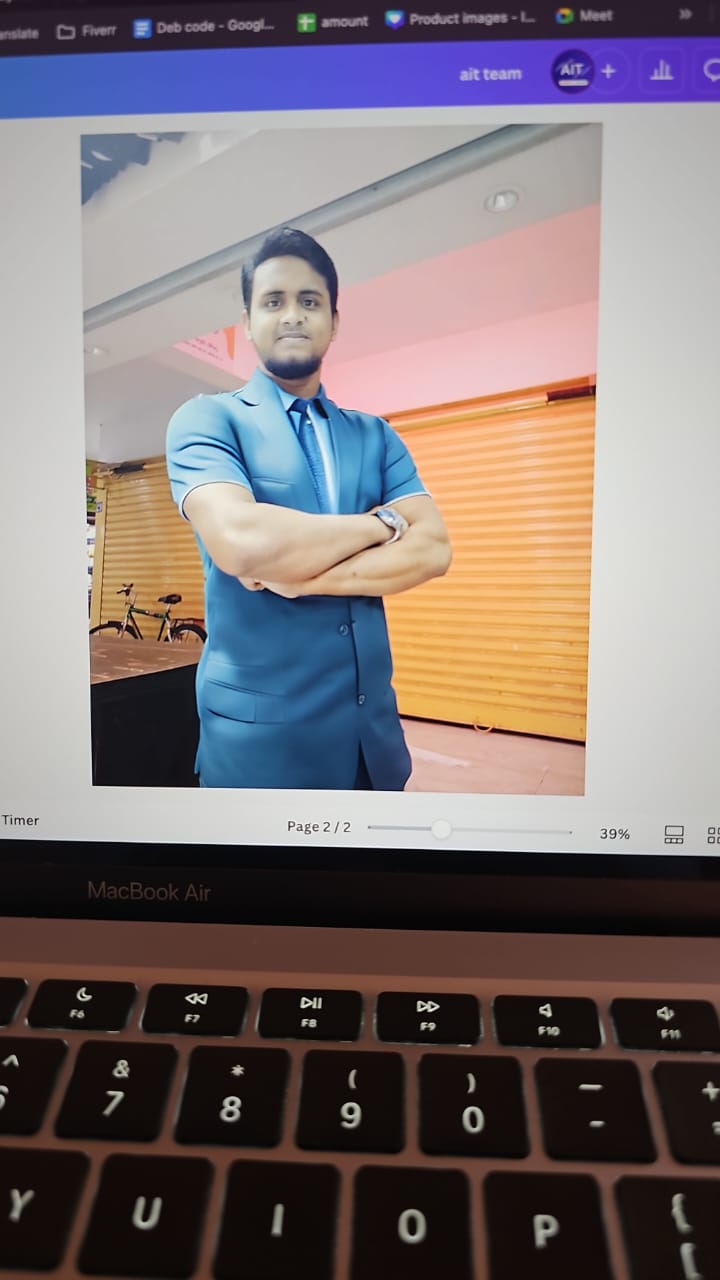 anslate Fiverr Deb code - Googl... amount Product images - I... Meet »
ait team AIT +
Timer Page 2 / 2 39%
MacBook Air
F6 F7 F8 F9 F10 F11
^ & * ( ) — +
6 7 8 9 0 -
Y U I O P {
[